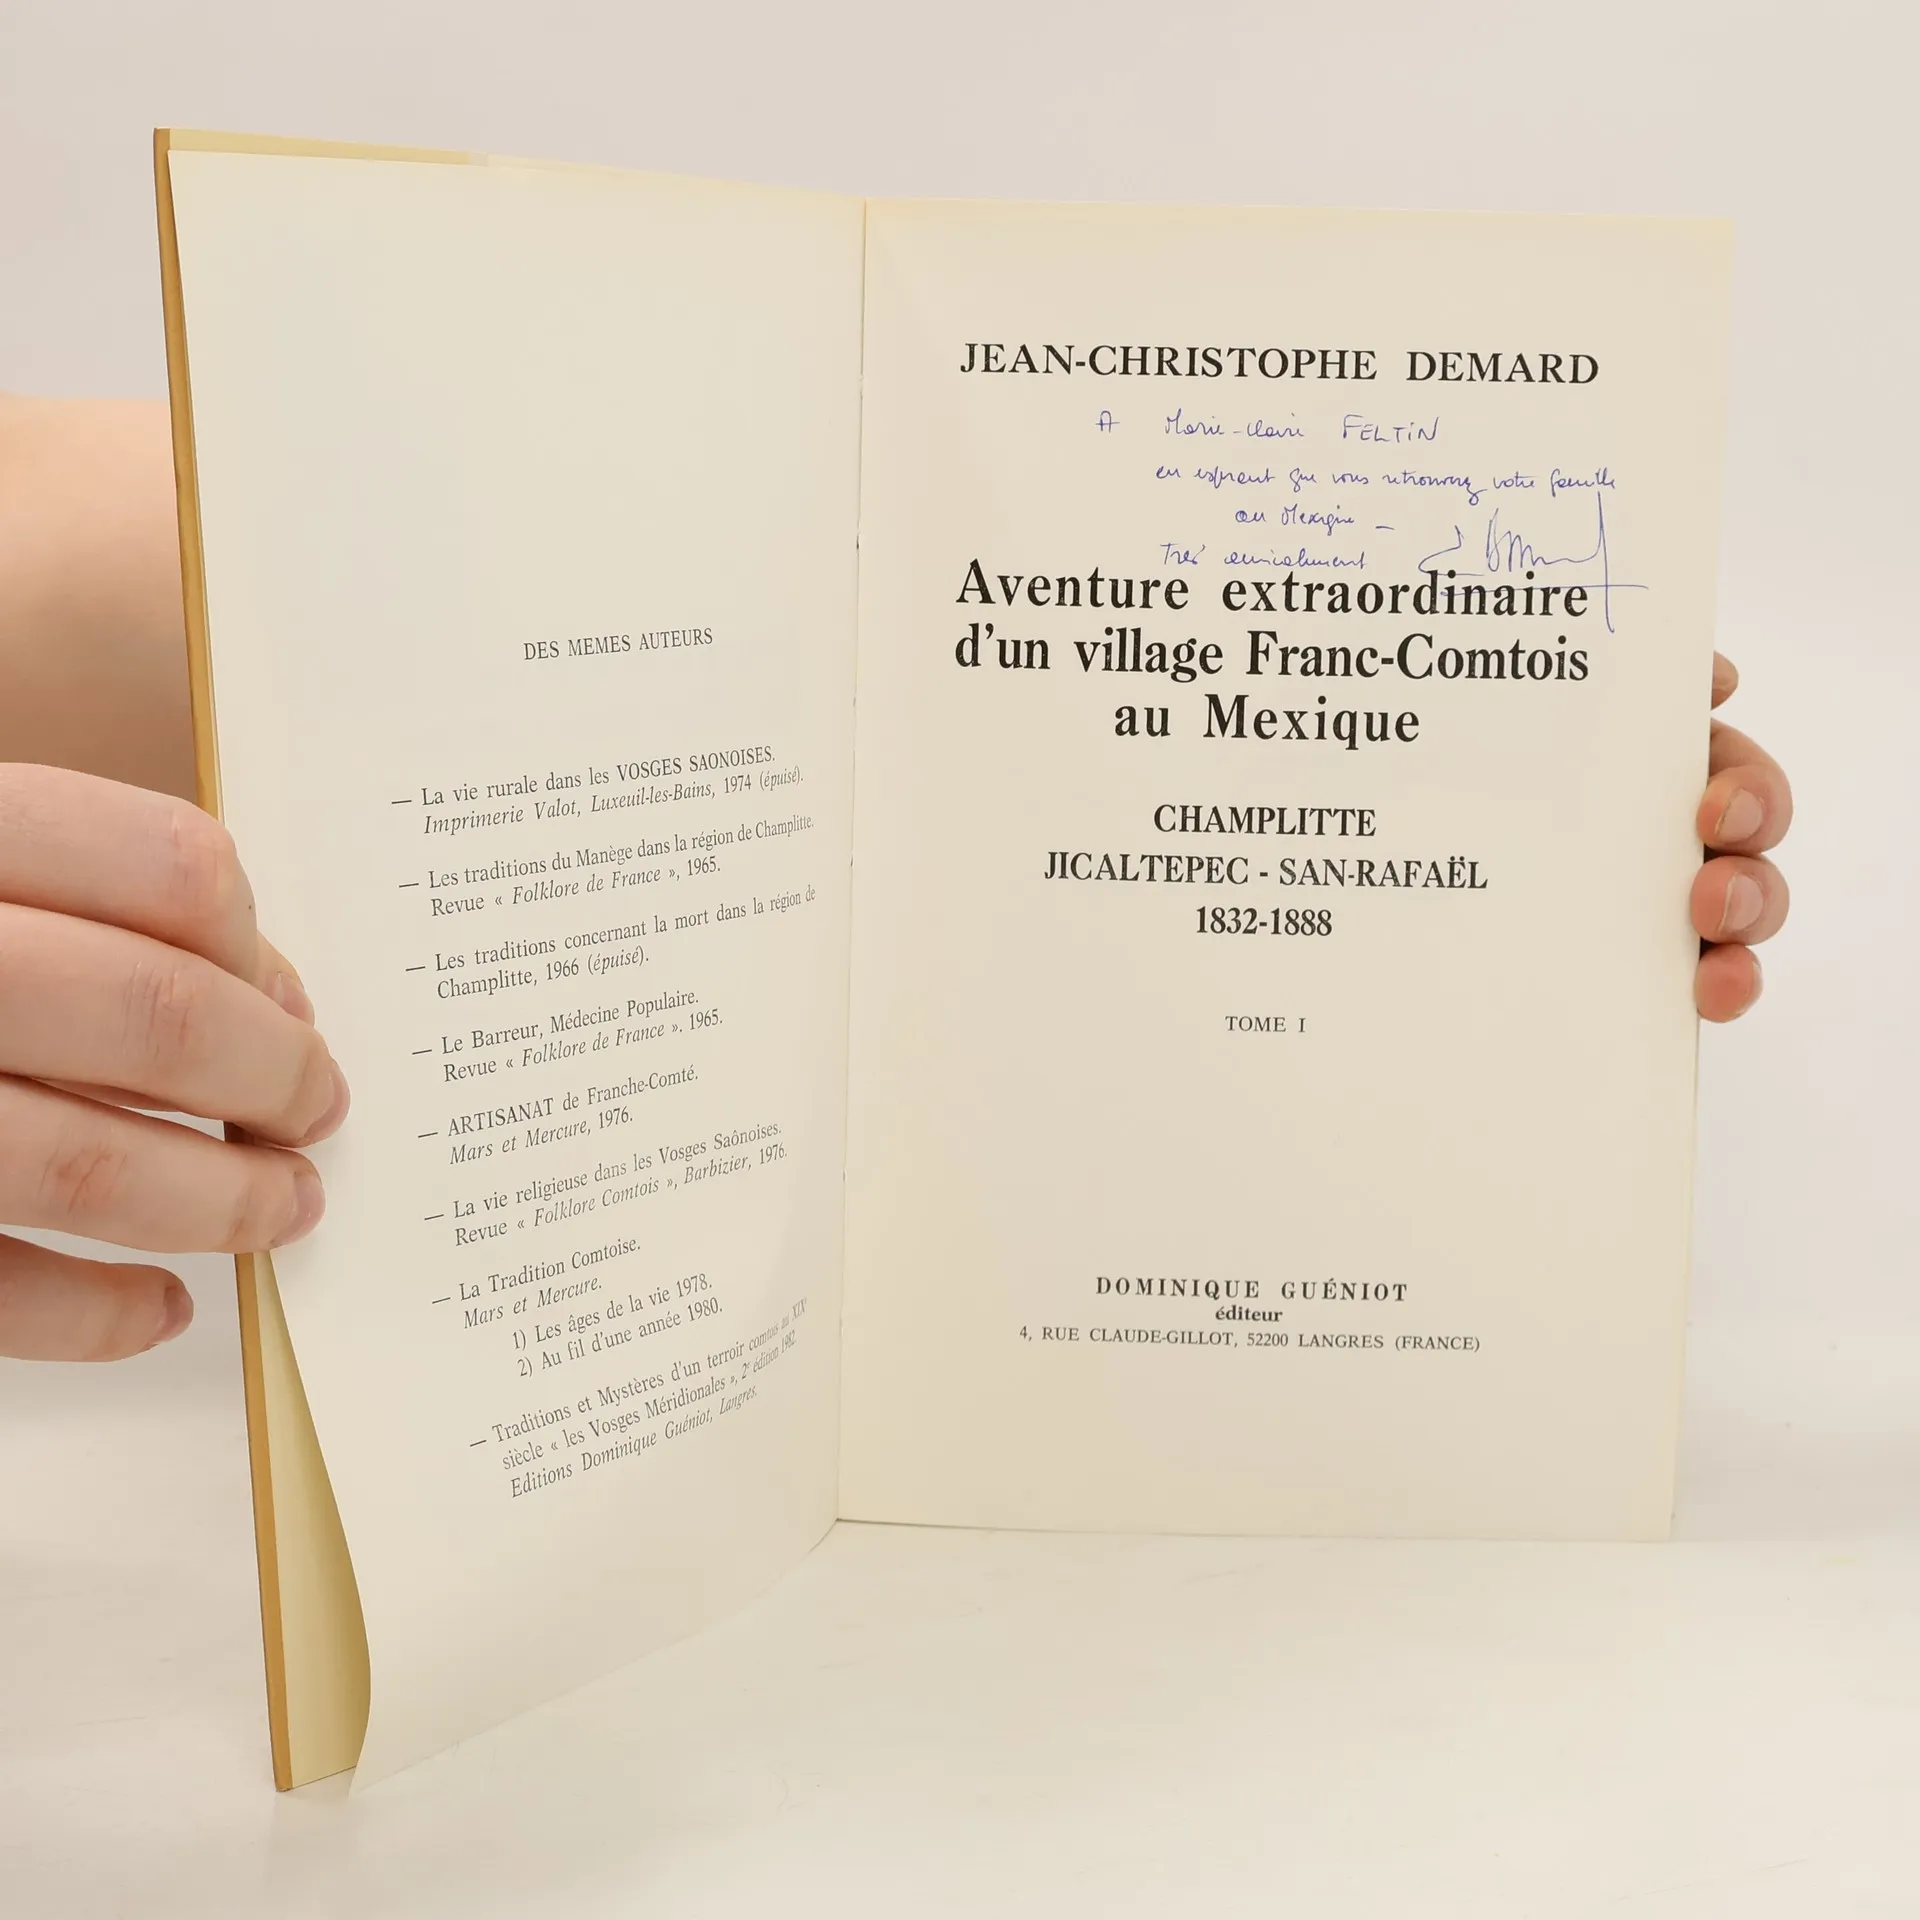 DES MEMES AUTEURS
— La vie rurale dans les VOSGES SAONOISES.
Imprimerie Valot, Luxeuil-les-Bains, 1974 (épuisé).
— Les traditions du Manège dans la région de Champlitte.
Revue « Folklore de France », 1965.
— Les traditions concernant la mort dans la région de
Champlitte, 1966 (épuisé).
— Le Barreur, Médecine Populaire.
Revue « Folklore de France ». 1965.
— ARTISANAT de Franche-Comté.
Mars et Mercure, 1976.
— La vie religieuse dans les Vosges Saônoises.
Revue « Folklore Comtois », Barbizier, 1976.
— La Tradition Comtoise.
Mars et Mercure.
1) Les âges de la vie 1978.
2) Au fil d'une année 1980.
— Traditions et Mystères d'un terroir comtois au XIXe
siècle « les Vosges Méridionales », 2e édition 1982.
Editions Dominique Guéniot, Langres.
JEAN-CHRISTOPHE DEMARD
A Marie-Claire FELTIN
en espérant que vous retrouverez votre famille
au Mexique –
Très amicalement
Aventure extraordinaire
d'un village Franc-Comtois
au Mexique
CHAMPLITTE
JICALTEPEC - SAN-RAFAËL
1832-1888
TOME I
DOMINIQUE GUÉNIOT
éditeur
4, RUE CLAUDE-GILLOT, 52200 LANGRES (FRANCE)